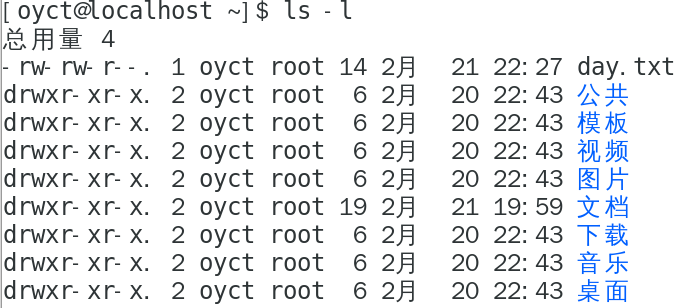 [oyct@localhost ~]$ ls -l
总用量 4
-rw-rw-r--. 1 oyct root 14 2月  21 22:27 day.txt
drwxr-xr-x. 2 oyct root  6 2月  20 22:43 公共
drwxr-xr-x. 2 oyct root  6 2月  20 22:43 模板
drwxr-xr-x. 2 oyct root  6 2月  20 22:43 视频
drwxr-xr-x. 2 oyct root  6 2月  20 22:43 图片
drwxr-xr-x. 2 oyct root 19 2月  21 19:59 文档
drwxr-xr-x. 2 oyct root  6 2月  20 22:43 下载
drwxr-xr-x. 2 oyct root  6 2月  20 22:43 音乐
drwxr-xr-x. 2 oyct root  6 2月  20 22:43 桌面